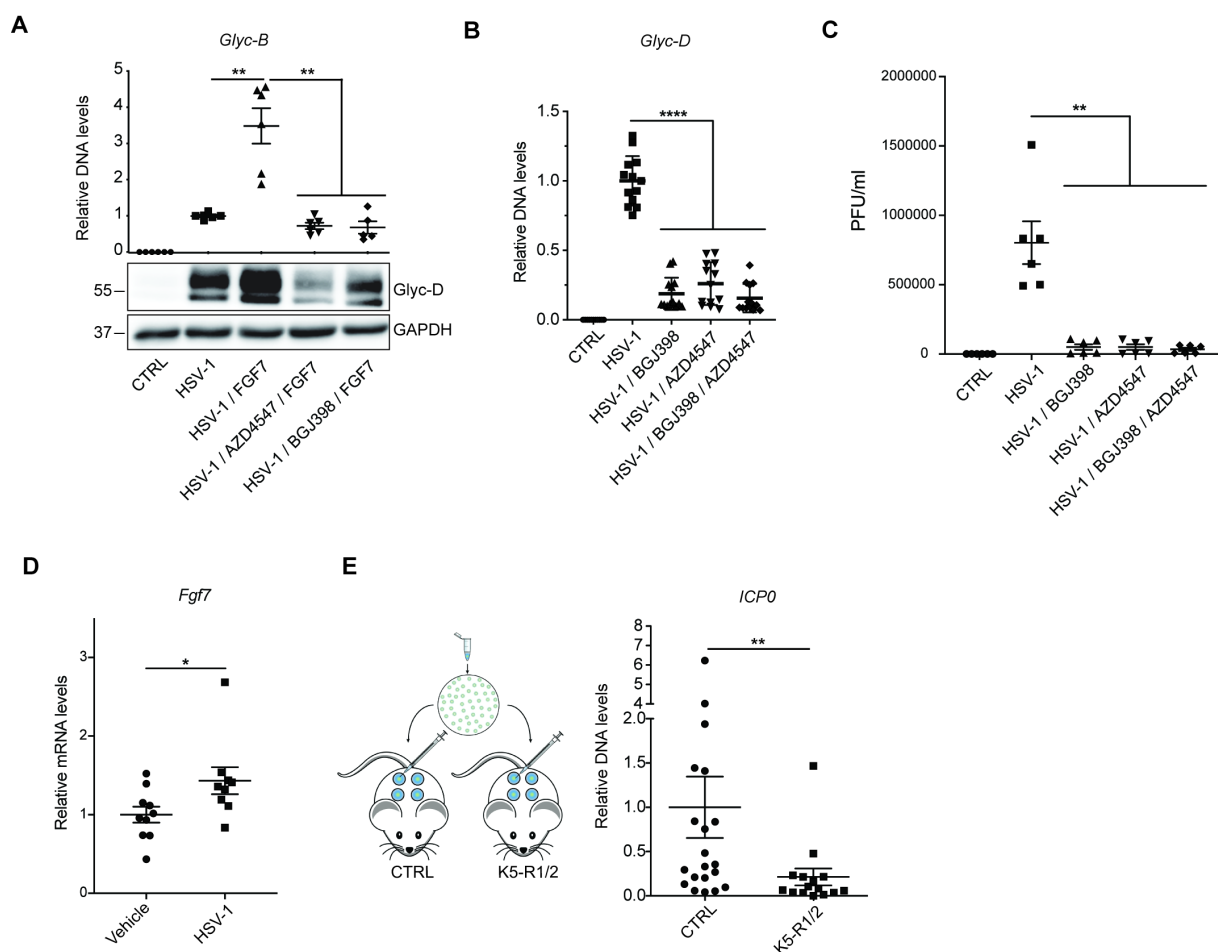 A
Glyc-B
Relative DNA levels
5
4
3
2
1
0
**
**
55
Glyc-D
37
GAPDH
CTRL
HSV-1
HSV-1 / FGF7
HSV-1 / AZD4547 / FGF7
HSV-1 / BGJ398 / FGF7
B
Glyc-D
Relative DNA levels
1.5
1.0
0.5
0.0
****
CTRL
HSV-1
HSV-1 / BGJ398
HSV-1 / AZD4547
HSV-1 / BGJ398 / AZD4547
C
PFU/ml
2000000
1500000
1000000
500000
0
**
CTRL
HSV-1
HSV-1 / BGJ398
HSV-1 / AZD4547
HSV-1 / BGJ398 / AZD4547
D
Fgf7
Relative mRNA levels
3
2
1
0
*
Vehicle
HSV-1
E
CTRL
K5-R1/2
ICP0
Relative DNA levels
8
7
6
5
4
2.0
1.5
1.0
0.5
0.0
**
CTRL
K5-R1/2